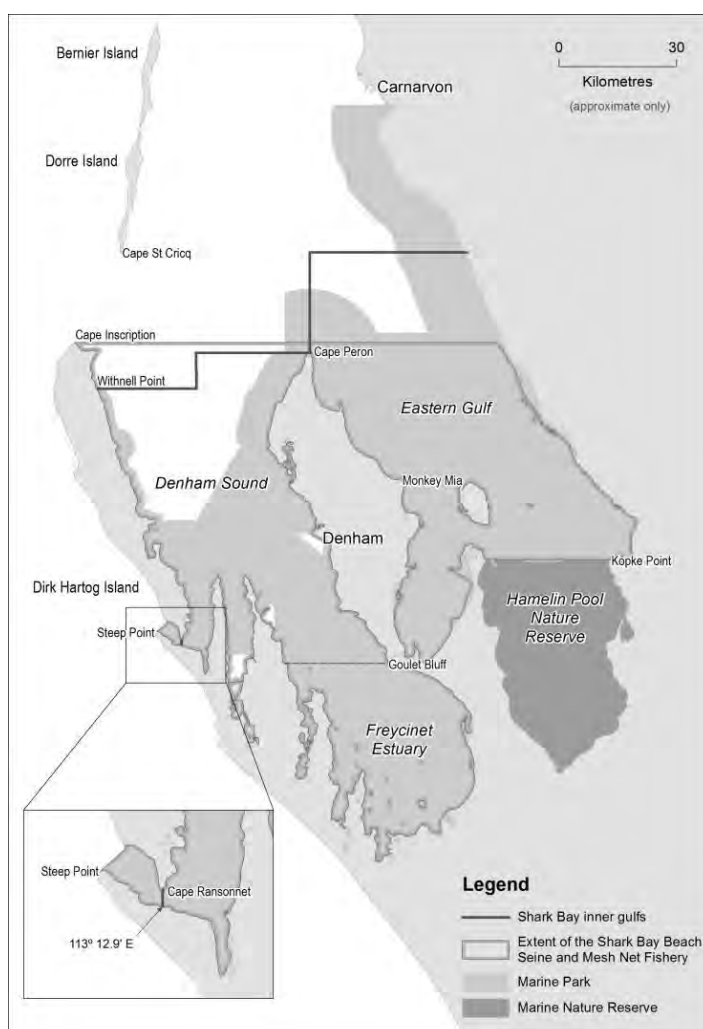 Bernier Island
0
30
Kilometres
(approximate only)
Carnarvon
Dorre Island
Cape St Cricq
Cape Inscription
Cape Peron
Withnell Point
Eastern Gulf
Denham Sound
Monkey Mia
Denham
Kopke Point
Dirk Hartog Island
Hamelin Pool
Nature
Reserve
Steep Point
Goulet Bluff
Freycinet
Estuary
Steep Point
Cape Ransonnet
113º 12.9' E
Legend
Shark Bay inner gulfs
Extent of the Shark Bay Beach
Seine and Mesh Net Fishery
Marine Park
Marine Nature Reserve